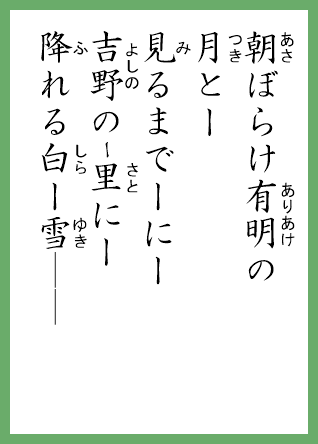 朝ぼらけ有明の
あさ ありあけ
月とー
つき
見るまでーにー
み
吉野の〜里にー
よしの さと
降れる白ー雪――
ふ しら ゆき